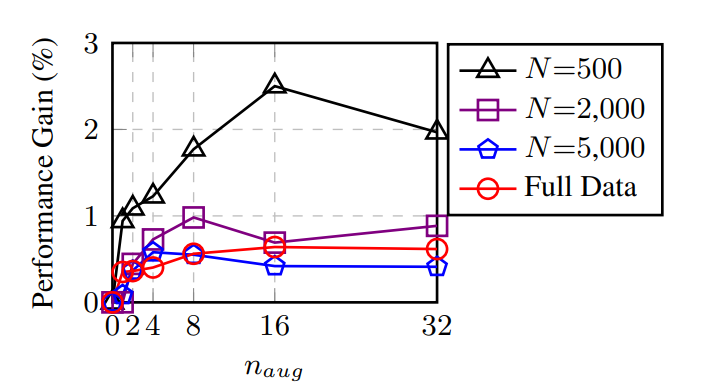 3
2
1
0
Performance Gain (%)
0 2 4 8 16 32
n_aug
N=500
N=2,000
N=5,000
Full Data